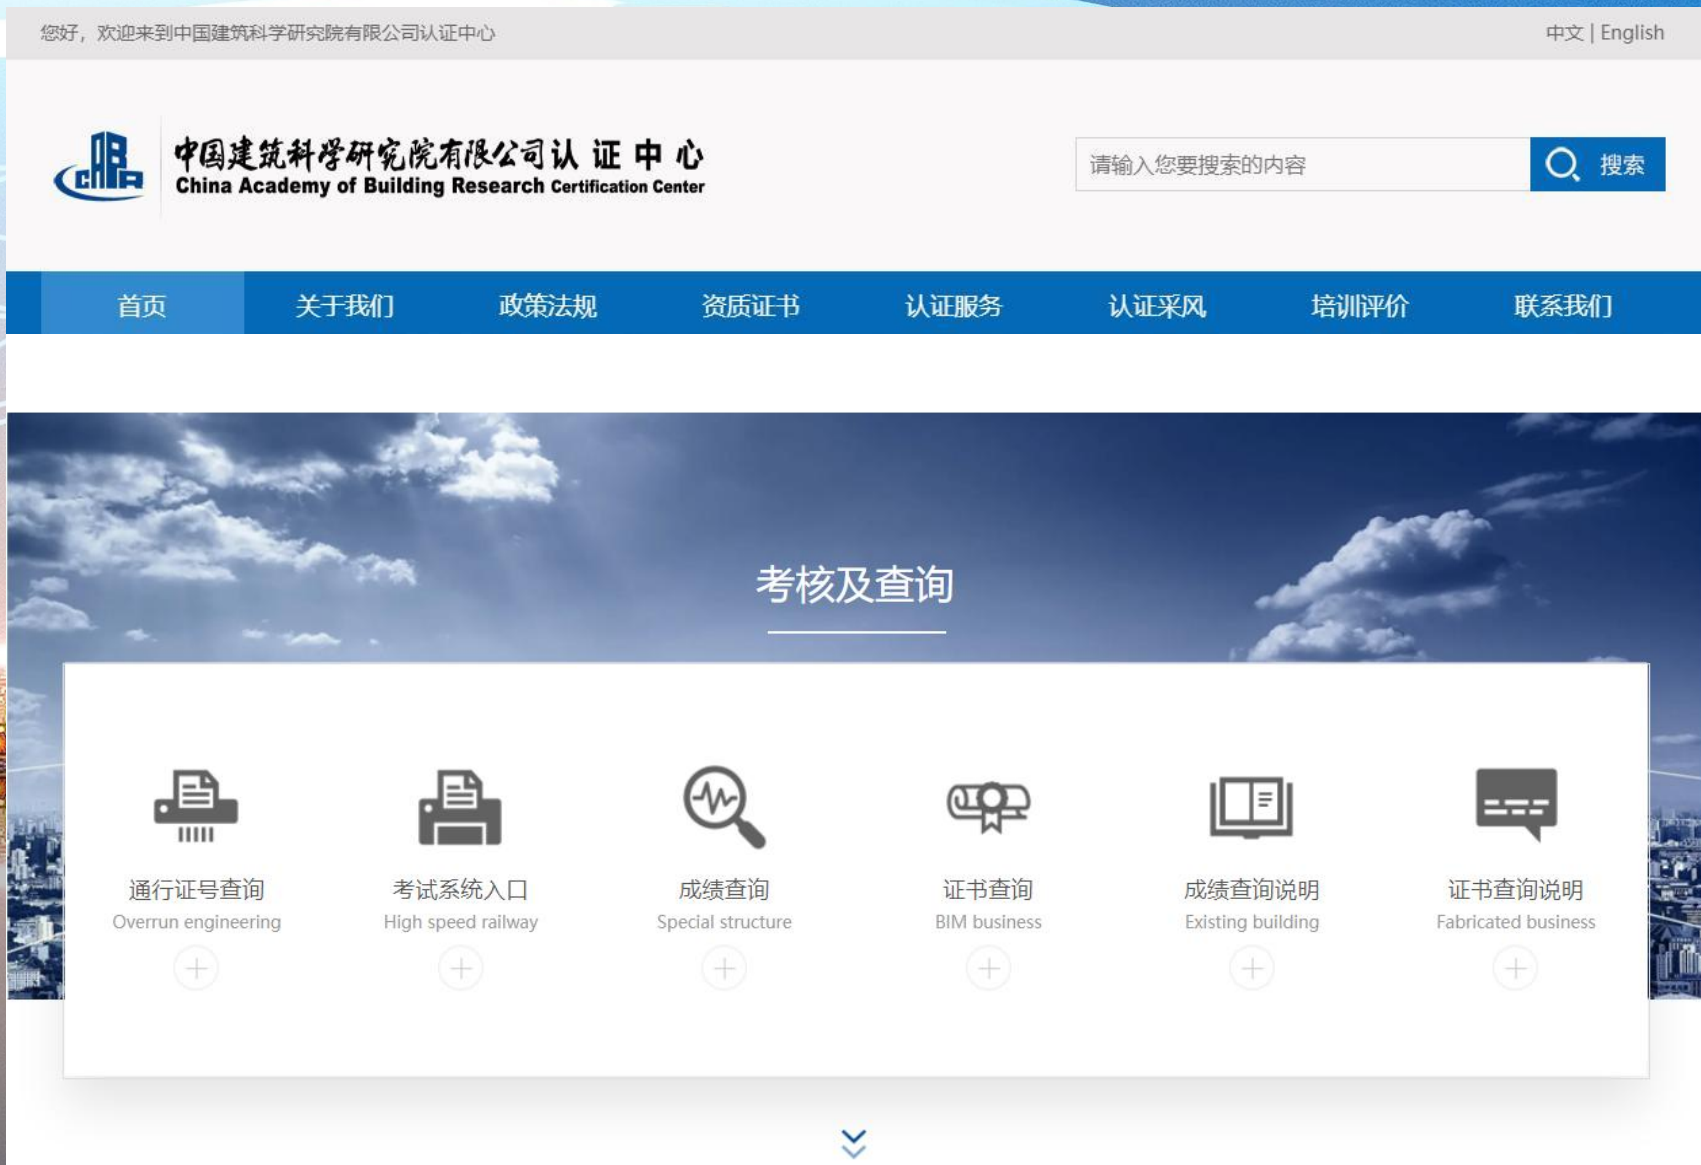 您好，欢迎来到中国建筑科学研究院有限公司认证中心
中文 | English
中国建筑科学研究院有限公司认证中心
China Academy of Building Research Certification Center
请输入您要搜索的内容
搜索
首页 关于我们 政策法规 资质证书 认证服务 认证采风 培训评价 联系我们
考核及查询
通行证号查询 考试系统入口 成绩查询 证书查询 成绩查询说明 证书查询说明
Overrun engineering High speed railway Special structure BIM business Existing building Fabricated business